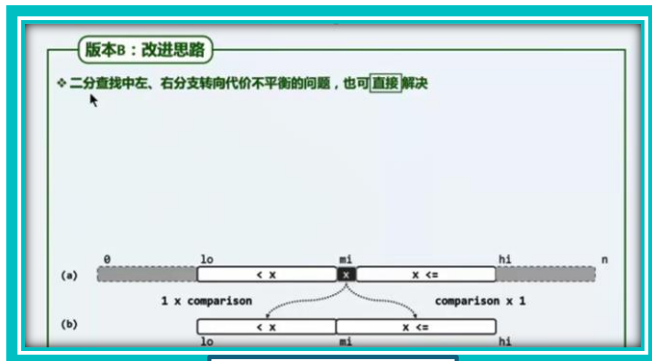 版本B：改进思路
❖ 二分查找中左、右分支转向代价不平衡的问题，也可直接解决
0 lo mi hi n
(a) < x x x <=
1 x comparison comparison x 1
(b) < x x <=
lo mi hi